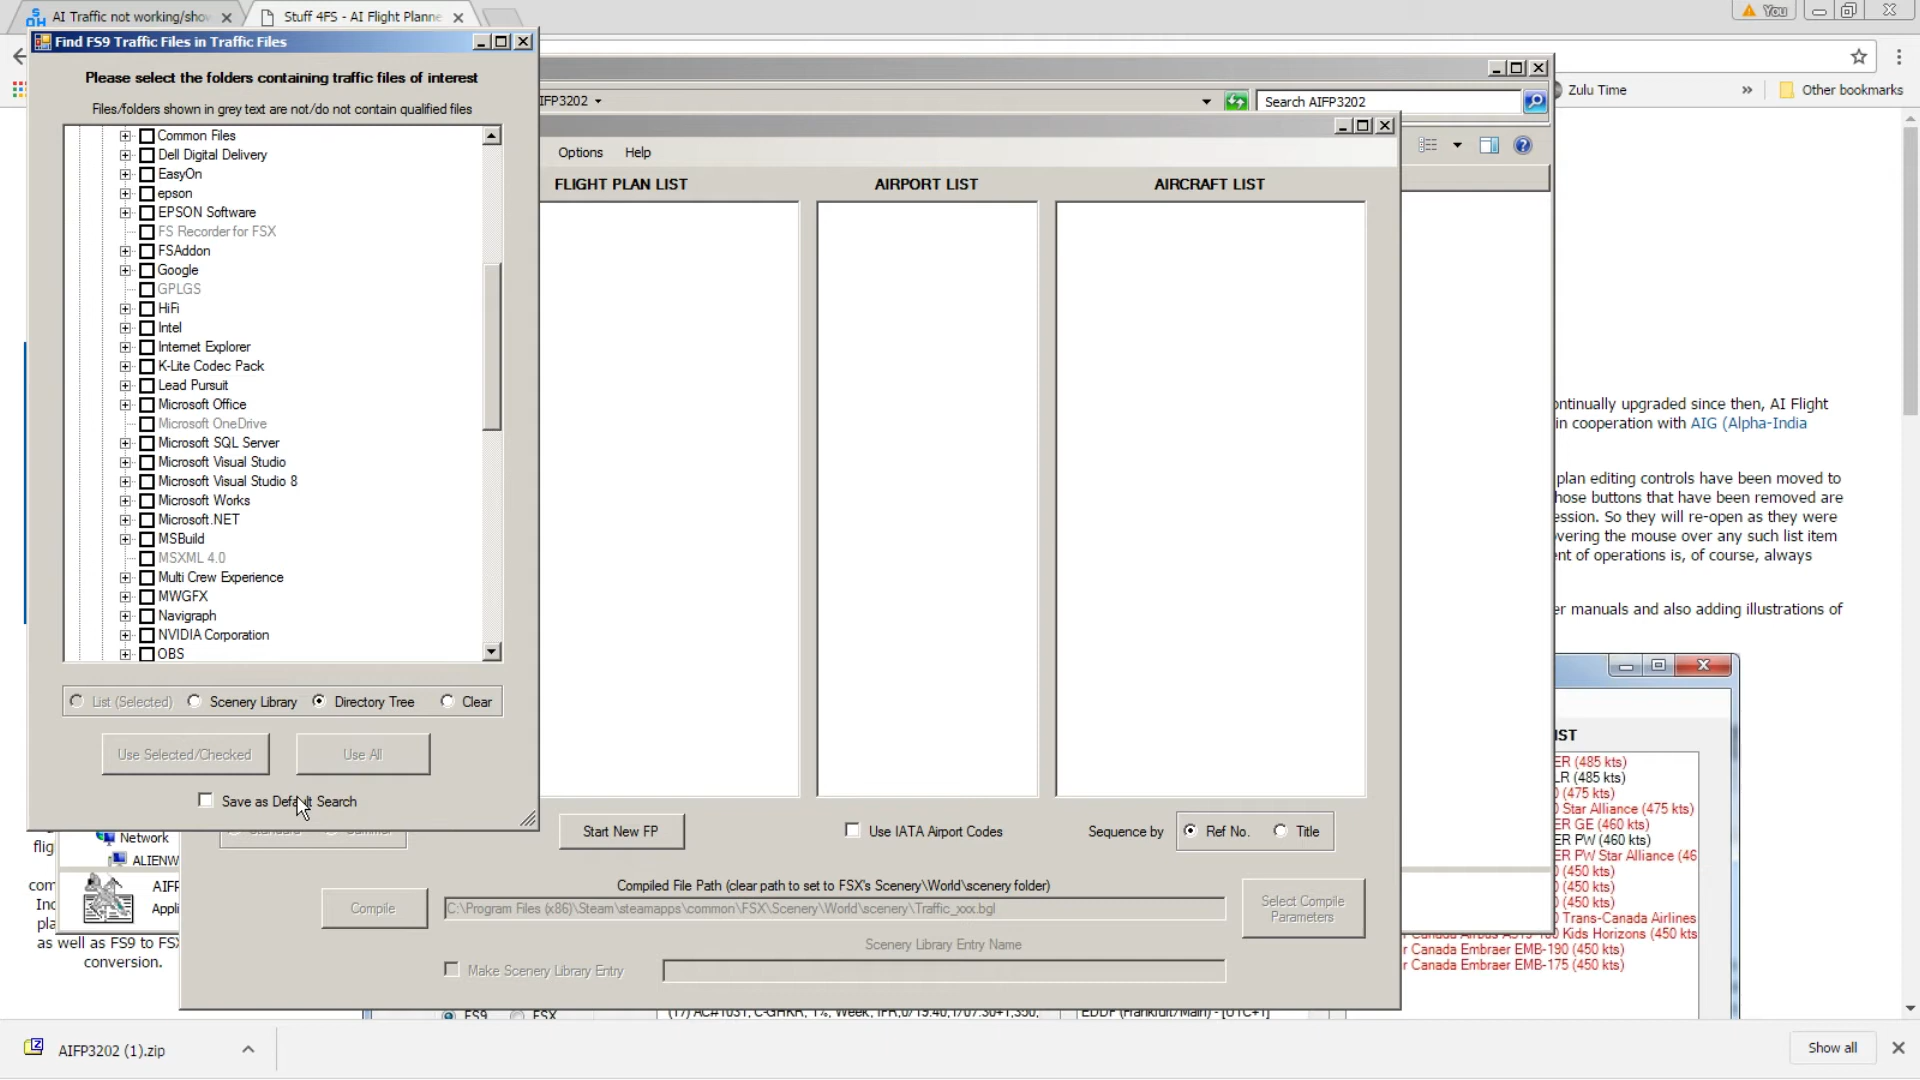 AI Traffic not working/sho
Stuff 4FS - AI Flight Planne
You
Find FS9 Traffic Files in Traffic Files
Please select the folders containing traffic files of interest
Files/folders shown in grey text are not/do not contain qualified files
Common Files
Dell Digital Delivery
EasyOn
epson
EPSON Software
FS Recorder for FSX
FSAddon
Google
GPLGS
HiFi
Intel
Internet Explorer
K-Lite Codec Pack
Lead Pursuit
Microsoft Office
Microsoft OneDrive
Microsoft SQL Server
Microsoft Visual Studio
Microsoft Visual Studio 8
Microsoft Works
Microsoft.NET
MSBuild
MSXML 4.0
Multi Crew Experience
MWGFX
Navigraph
NVIDIA Corporation
OBS
List (Selected) Scenery Library Directory Tree Clear
Use Selected/Checked Use All
Save as Default Search
Zulu Time
»
Other bookmarks
IFP3202
Search AIFP3202
Options Help
FLIGHT PLAN LIST AIRPORT LIST AIRCRAFT LIST
Start New FP
Use IATA Airport Codes
Sequence by
Ref No. Title
Compiled File Path (clear path to set to FSX's Scenery\World\scenery folder)
Compile
C:\Program Files (x86)\Steam\steamapps\common\FSX\Scenery\World\scenery\Traffic_xxx.bgl
Select Compile
Parameters
Scenery Library Entry Name
Make Scenery Library Entry
ontinually upgraded since then, AI Flight
in cooperation with AIG (Alpha-India
plan editing controls have been moved to
hose buttons that have been removed are
ession. So they will re-open as they were
overing the mouse over any such list item
nt of operations is, of course, always
er manuals and also adding illustrations of
IST
ER (485 kts)
LR (485 kts)
(475 kts)
Star Alliance (475 kts)
ER GE (460 kts)
ER PW (460 kts)
ER PW Star Alliance (46
(450 kts)
(450 kts)
(450 kts)
Trans-Canada Airlines
Kids Horizons (450 kts
r Canada Embraer EMB-190 (450 kts)
r Canada Embraer EMB-175 (450 kts)
Network
ALIENW
AIFP
Appli
flig
com
Inc
pla
as well as FS9 to FSX
conversion.
FS9 FSX
EDDF (Frankfurt/Main) - [UTC+1]
AIFP3202 (1).zip
Show all